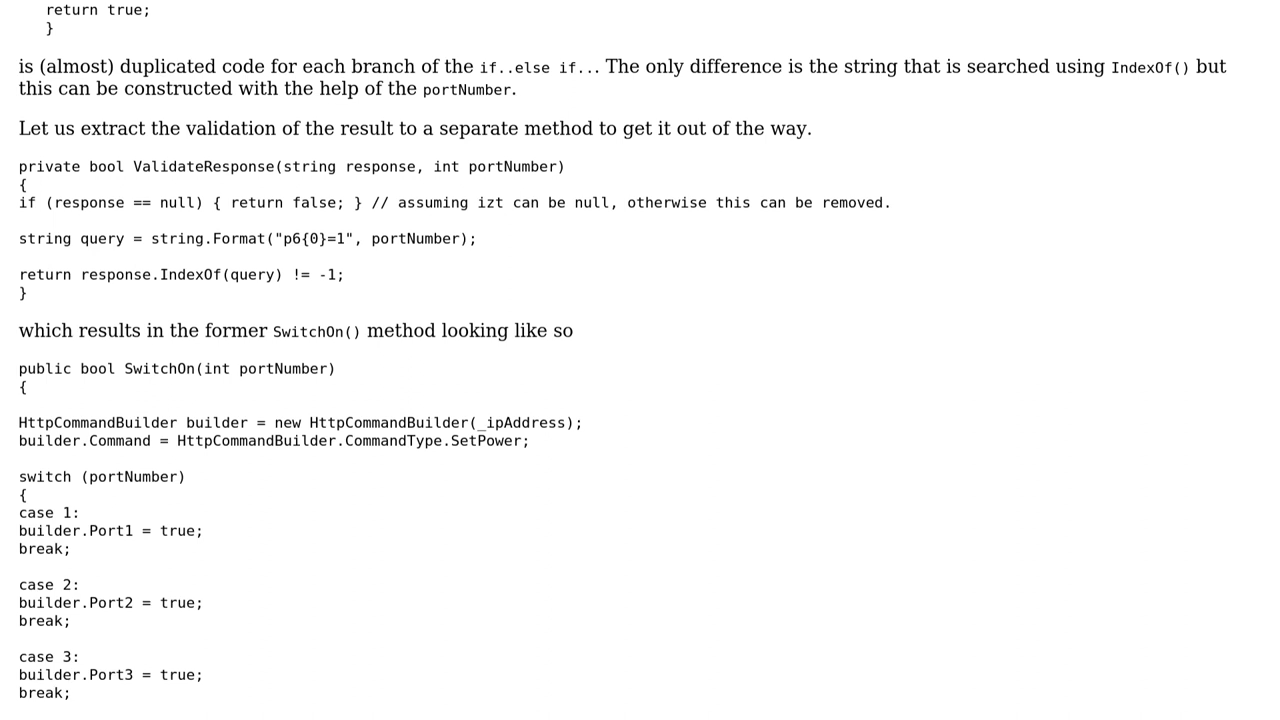 return true;
}
is (almost) duplicated code for each branch of the if..else if... The only difference is the string that is searched using IndexOf() but
this can be constructed with the help of the portNumber.
Let us extract the validation of the result to a separate method to get it out of the way.
private bool ValidateResponse(string response, int portNumber)
{
if (response == null) { return false; } // assuming izt can be null, otherwise this can be removed.
string query = string.Format("p6{0}=1", portNumber);
return response.IndexOf(query) != -1;
}
which results in the former SwitchOn() method looking like so
public bool SwitchOn(int portNumber)
{
HttpCommandBuilder builder = new HttpCommandBuilder(_ipAddress);
builder.Command = HttpCommandBuilder.CommandType.SetPower;
switch (portNumber)
{
case 1:
builder.Port1 = true;
break;
case 2:
builder.Port2 = true;
break;
case 3:
builder.Port3 = true;
break;